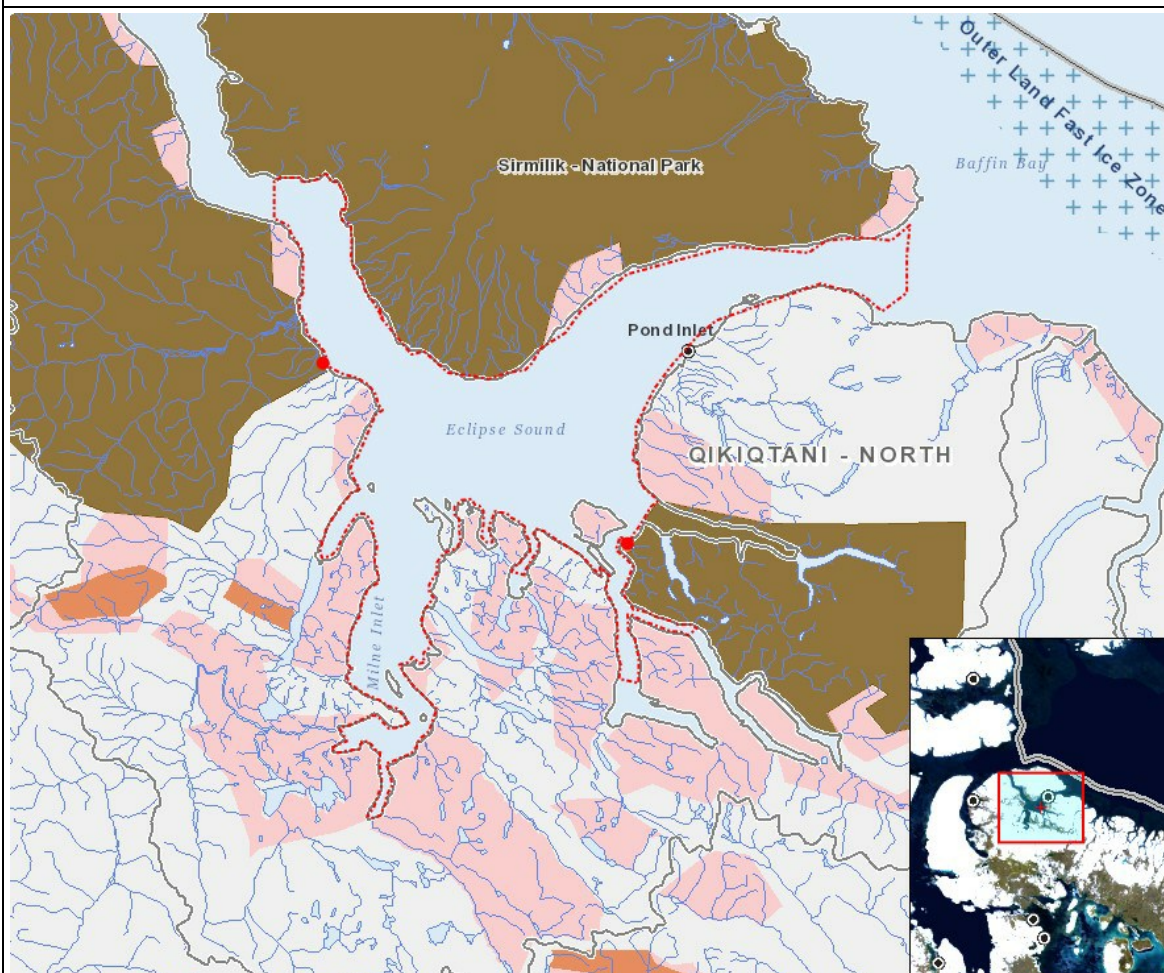 Outer Land Fast Ice Zone
Baffin Bay
Sirmilik - National Park
Pond Inlet
Eclipse Sound
QIKIQTANI - NORTH
Milne Inlet